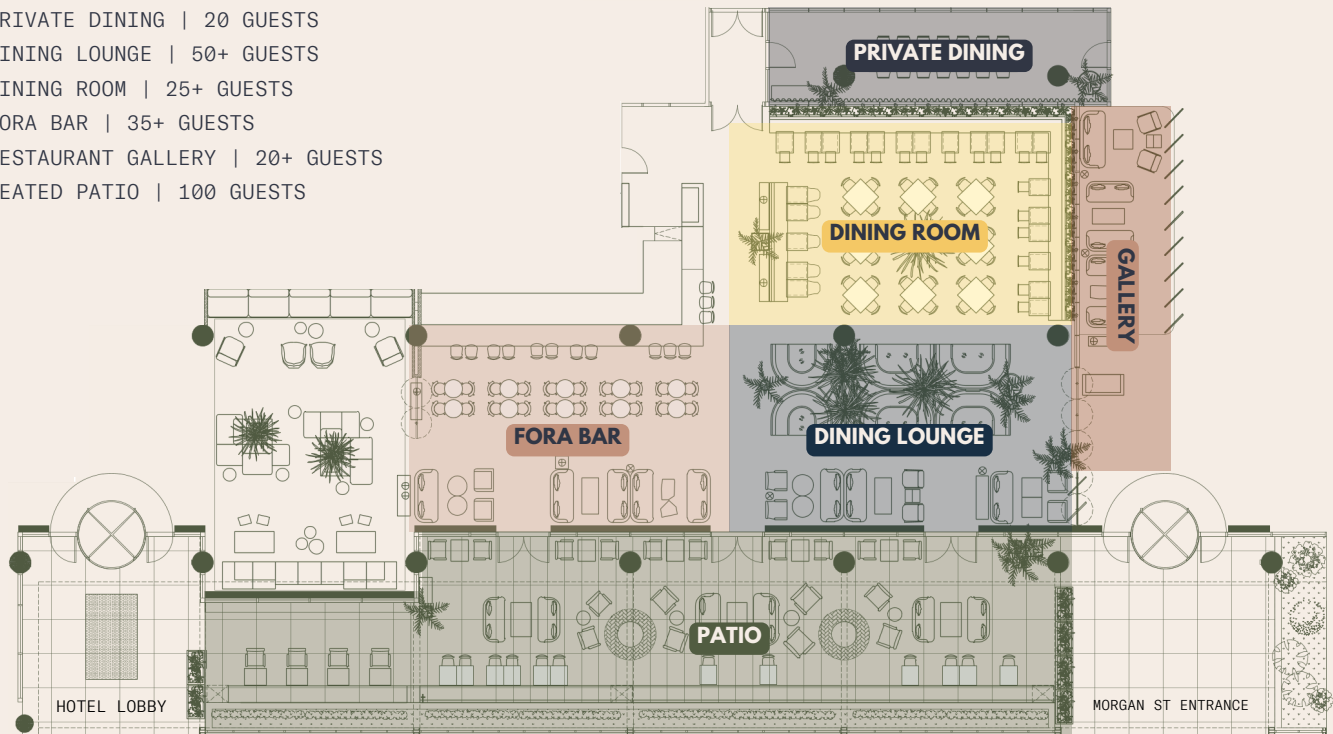 RIVATE DINING | 20 GUESTS
INING LOUNGE | 50+ GUESTS
INING ROOM | 25+ GUESTS
ORA BAR | 35+ GUESTS
ESTAURANT GALLERY | 20+ GUESTS
EATED PATIO | 100 GUESTS
PRIVATE DINING
DINING ROOM
GALLERY
FORA BAR
DINING LOUNGE
PATIO
HOTEL LOBBY
MORGAN ST ENTRANCE